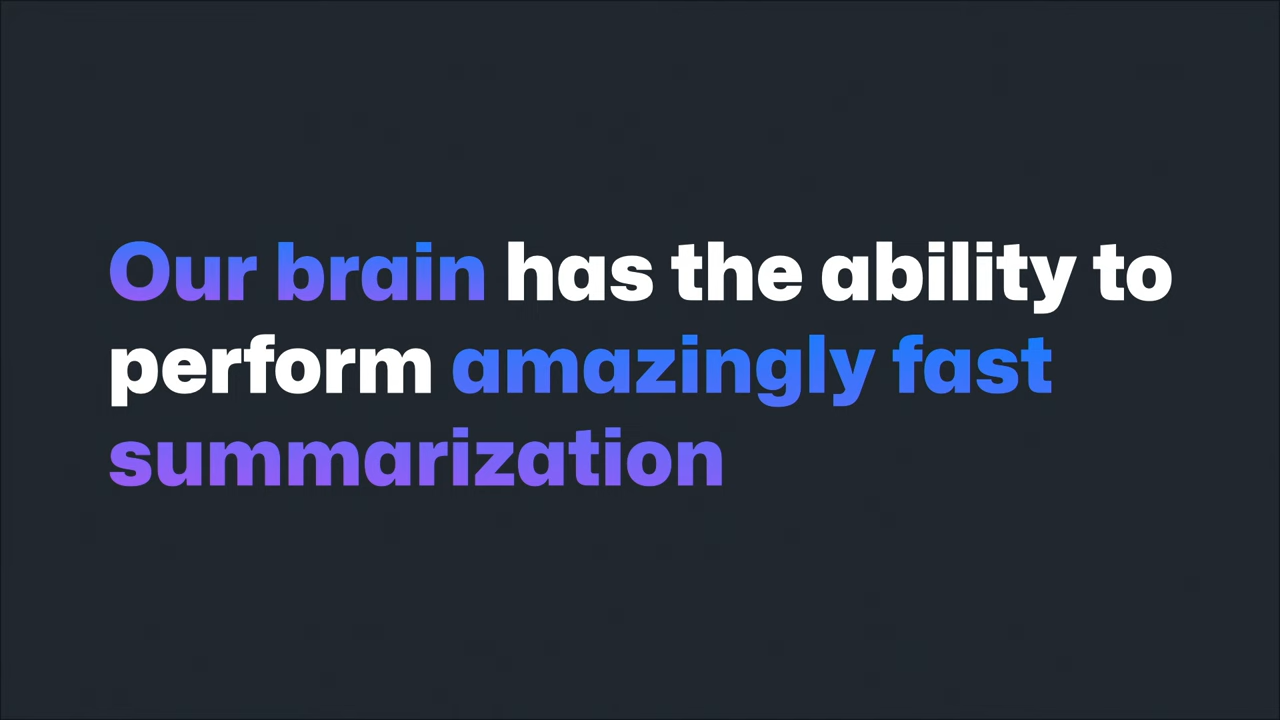 Our brain has the ability to
perform amazingly fast
summarization